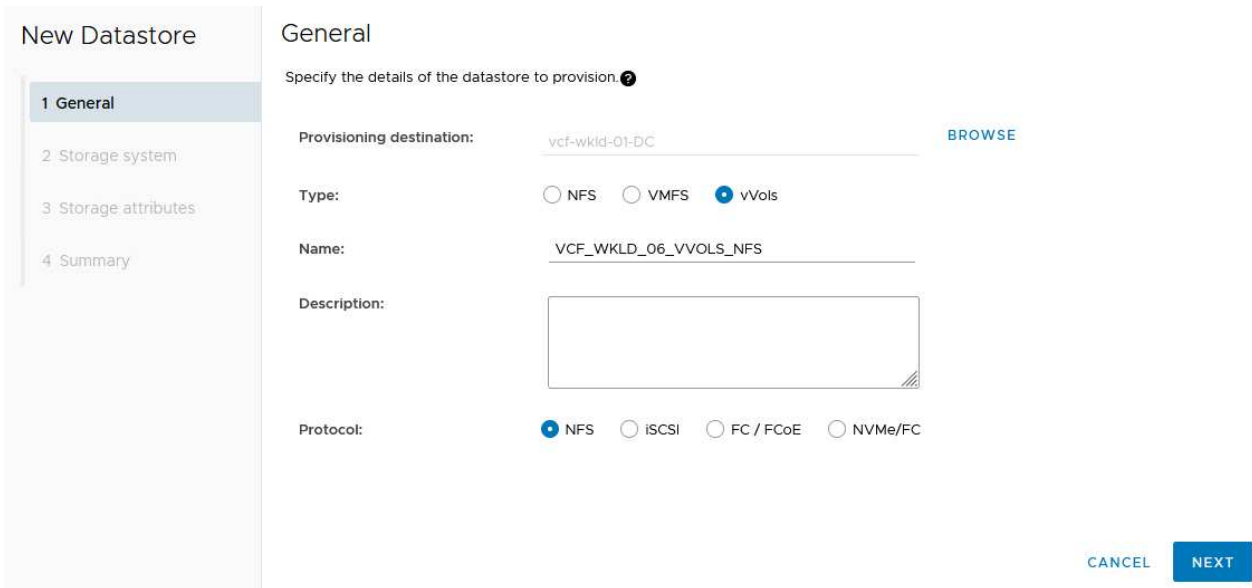 New Datastore
1 General
2 Storage system
3 Storage attributes
4 Summary
General
Specify the details of the datastore to provision.?
Provisioning destination: vcf-wkld-01-DC BROWSE
Type: NFS VMFS vVols
Name: VCF_WKLD_06_VVOLS_NFS
Description:
Protocol: NFS iSCSI FC / FCoE NVMe/FC
CANCEL NEXT